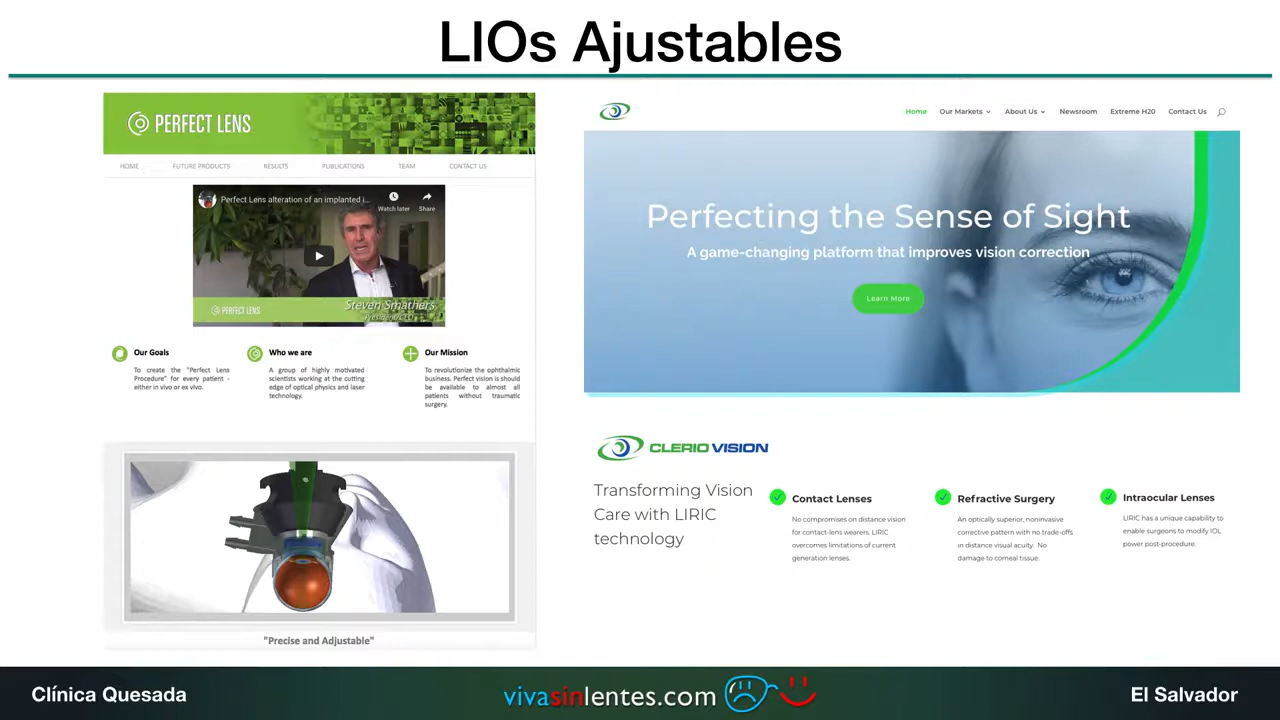 LIOs Ajustables
PERFECT LENS
HOME FUTURE PRODUCTS RESULTS PUBLICATIONS TEAM CONTACT US
Perfect Lens alteration of an implanted i...
Watch later Share
Steven Smathers
PERFECT LENS
Our Goals
To create the "Perfect Lens
Procedure" for every patient -
either in vivo or ex vivo.
Who we are
A group of highly motivated
scientists working at the cutting
edge of optical physics and laser
technology.
Our Mission
To revolutionize the ophthalmic
business. Perfect vision is should
be available to almost all
patients without traumatic
surgery.
"Precise and Adjustable"
Home Our Markets About Us Newsroom Extreme H20 Contact Us
Perfecting the Sense of Sight
A game-changing platform that improves vision correction
Learn More
CLERIO VISION
Transforming Vision
Care with LIRIC
technology
Contact Lenses
No compromises on distance vision
for contact-lens wearers. LIRIC
overcomes limitations of current
generation lenses.
Refractive Surgery
An optically superior, noninvasive
corrective pattern with no trade-offs
in distance visual acuity. No
damage to corneal tissue.
Intraocular Lenses
LIRIC has a unique capability to
enable surgeons to modify IOL
power post-procedure.
Clínica Quesada
vivasinlentes.com
El Salvador